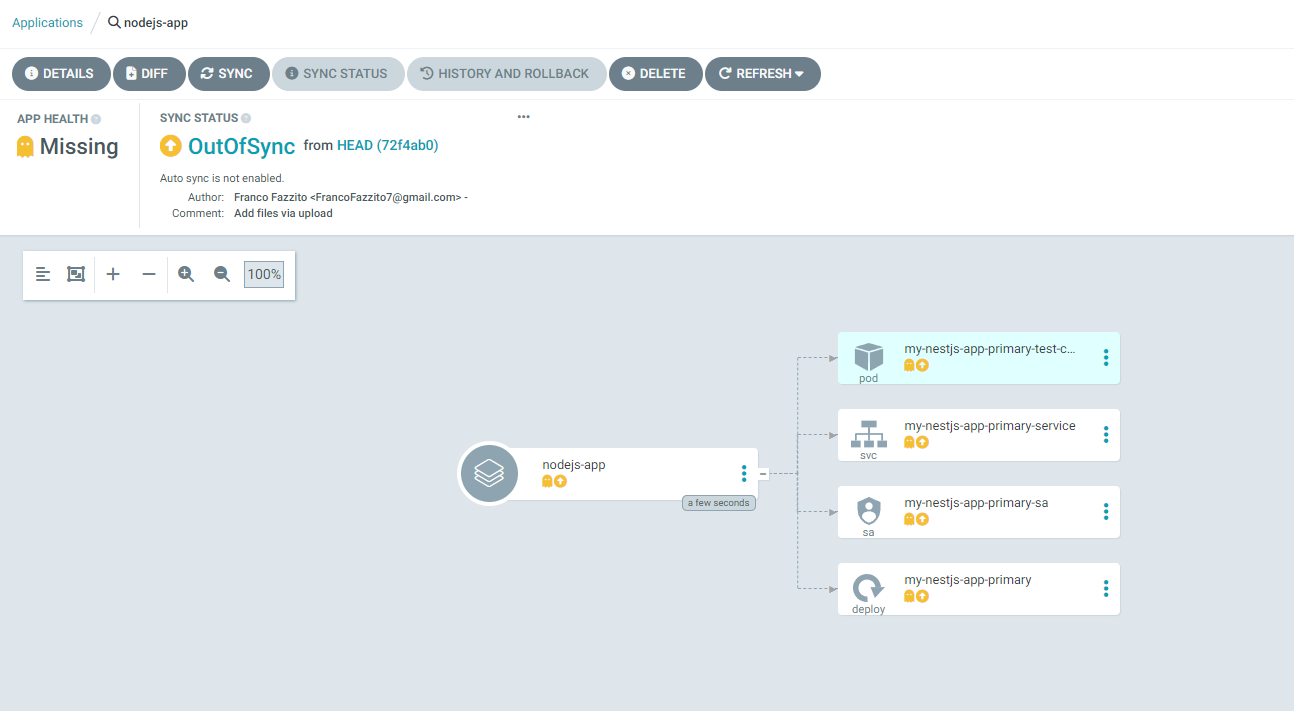 Applications / nodejs-app
DETAILS DIFF SYNC SYNC STATUS HISTORY AND ROLLBACK DELETE REFRESH
APP HEALTH
Missing
SYNC STATUS
OutOfSync from HEAD (72f4ab0)
Auto sync is not enabled.
Author: Franco Fazzito <FrancoFazzito7@gmail.com> -
Comment: Add files via upload
100%
my-nestjs-app-primary-test-c...
pod
my-nestjs-app-primary-service
svc
nodejs-app
a few seconds
my-nestjs-app-primary-sa
sa
my-nestjs-app-primary
deploy